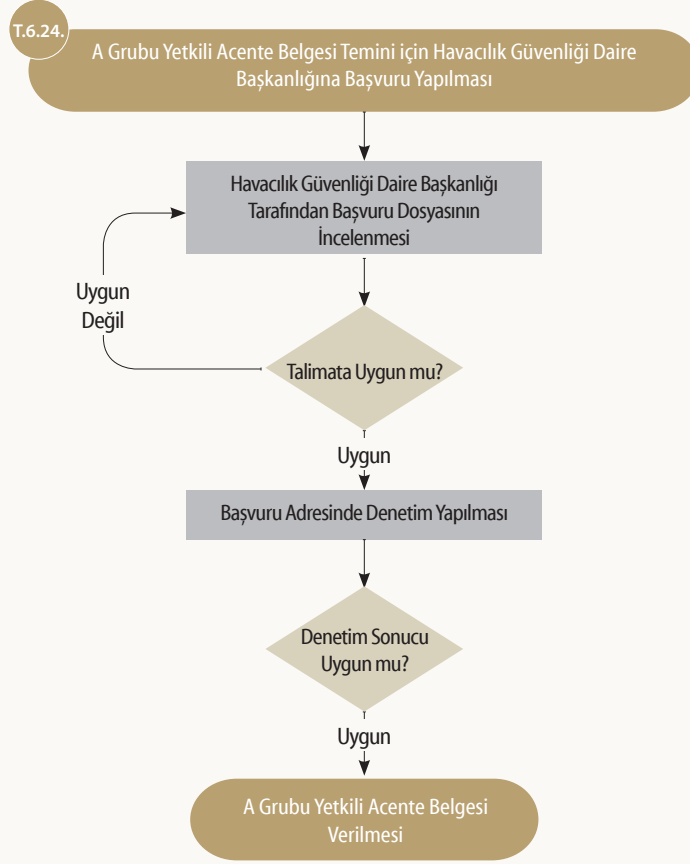 T.6.24.
A Grubu Yetkili Acente Belgesi Temini için Havacılık Güvenliği Daire
Başkanlığına Başvuru Yapılması
Havacılık Güvenliği Daire Başkanlığı
Tarafından Başvuru Dosyasının
İncelenmesi
Uygun
Değil
Talimata Uygun mu?
Uygun
Başvuru Adresinde Denetim Yapılması
Denetim Sonucu
Uygun mu?
Uygun
A Grubu Yetkili Acente Belgesi
Verilmesi